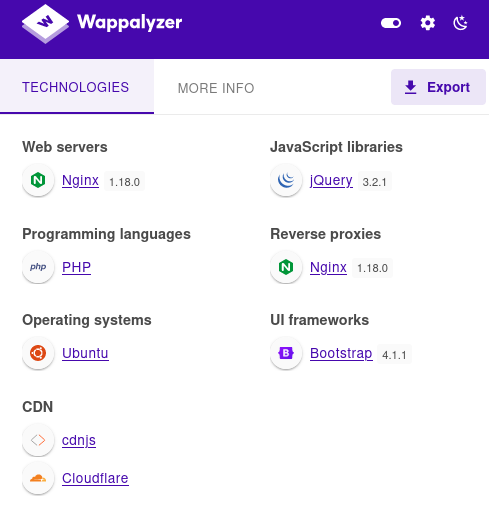 Wappalyzer
TECHNOLOGIES
MORE INFO
Export
Web servers
Nginx 1.18.0
Programming languages
php PHP
Operating systems
Ubuntu
CDN
cdnjs
Cloudflare
JavaScript libraries
jQuery 3.2.1
Reverse proxies
Nginx 1.18.0
UI frameworks
B Bootstrap 4.1.1